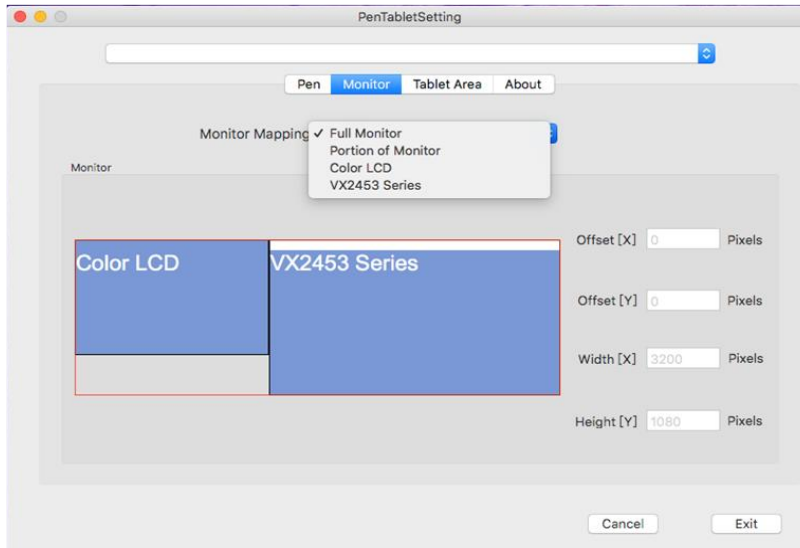 PenTabletSetting
Pen Monitor Tablet Area About
Monitor Mapping ✓ Full Monitor
Portion of Monitor
Color LCD
VX2453 Series
Monitor
Color LCD VX2453 Series
Offset [X] 0 Pixels
Offset [Y] 0 Pixels
Width [X] 3200 Pixels
Height [Y] 1080 Pixels
Cancel Exit